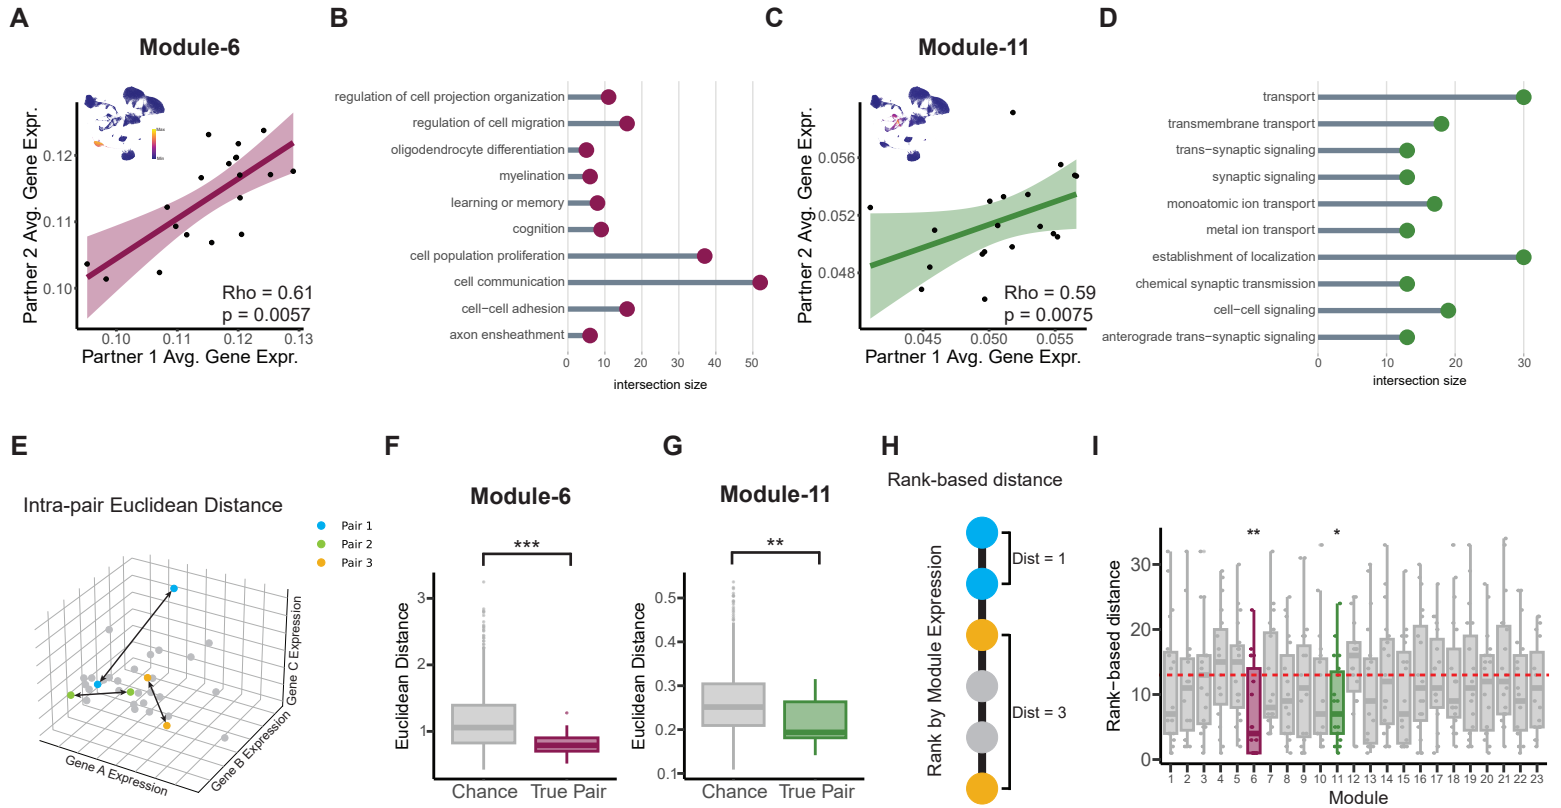 A
Module-6
Partner 2 Avg. Gene Expr.
0.12
0.11
0.10
0.10
0.11
0.12
0.13
Rho = 0.61
p = 0.0057
Partner 1 Avg. Gene Expr.
B
regulation of cell projection organization
regulation of cell migration
oligodendrocyte differentiation
myelination
learning or memory
cognition
cell population proliferation
cell communication
cell−cell adhesion
axon ensheathment
0
10
20
30
40
50
intersection size
C
Module-11
Partner 2 Avg. Gene Expr.
0.056
0.052
0.048
0.045
0.050
0.055
Rho = 0.59
p = 0.0075
Partner 1 Avg. Gene Expr.
D
transport
transmembrane transport
trans−synaptic signaling
synaptic signaling
monoatomic ion transport
metal ion transport
establishment of localization
chemical synaptic transmission
cell−cell signaling
anterograde trans−synaptic signaling
0
10
20
30
intersection size
E
Intra-pair Euclidean Distance
Pair 1
Pair 2
Pair 3
Gene A Expression
Gene B Expression
Gene C Expression
F
Module-6
***
Euclidean Distance
3
2
1
Chance
True Pair
G
Module-11
**
Euclidean Distance
0.5
0.4
0.3
0.2
0.1
Chance
True Pair
H
Rank-based distance
Rank by Module Expression
Dist = 1
Dist = 3
I
Rank−based distance
30
20
10
0
**
*
1 2 3 4 5 6 7 8 9 10 11 12 13 14 15 16 17 18 19 20 21 22 23
Module